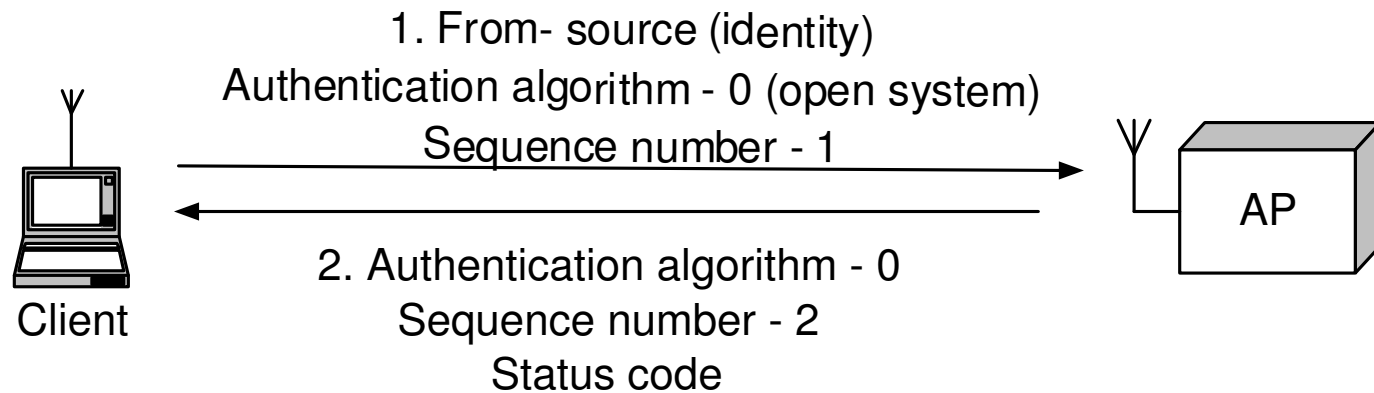 1. From- source (identity)
Authentication algorithm - 0 (open system)
Sequence number - 1
AP
2. Authentication algorithm - 0
Sequence number - 2
Status code
Client